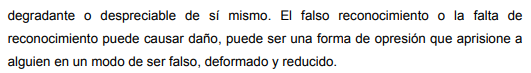 degradante o despreciable de sí mismo. El falso reconocimiento o la falta de
reconocimiento puede causar daño, puede ser una forma de opresión que aprisione a
alguien en un modo de ser falso, deformado y reducido.